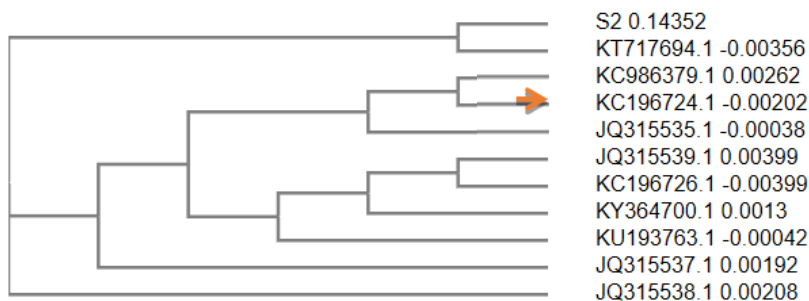 S2 0.14352
KT717694.1 -0.00356
KC986379.1 0.00262
KC196724.1 -0.00202
JQ315535.1 -0.00038
JQ315539.1 0.00399
KC196726.1 -0.00399
KY364700.1 0.0013
KU193763.1 -0.00042
JQ315537.1 0.00192
JQ315538.1 0.00208